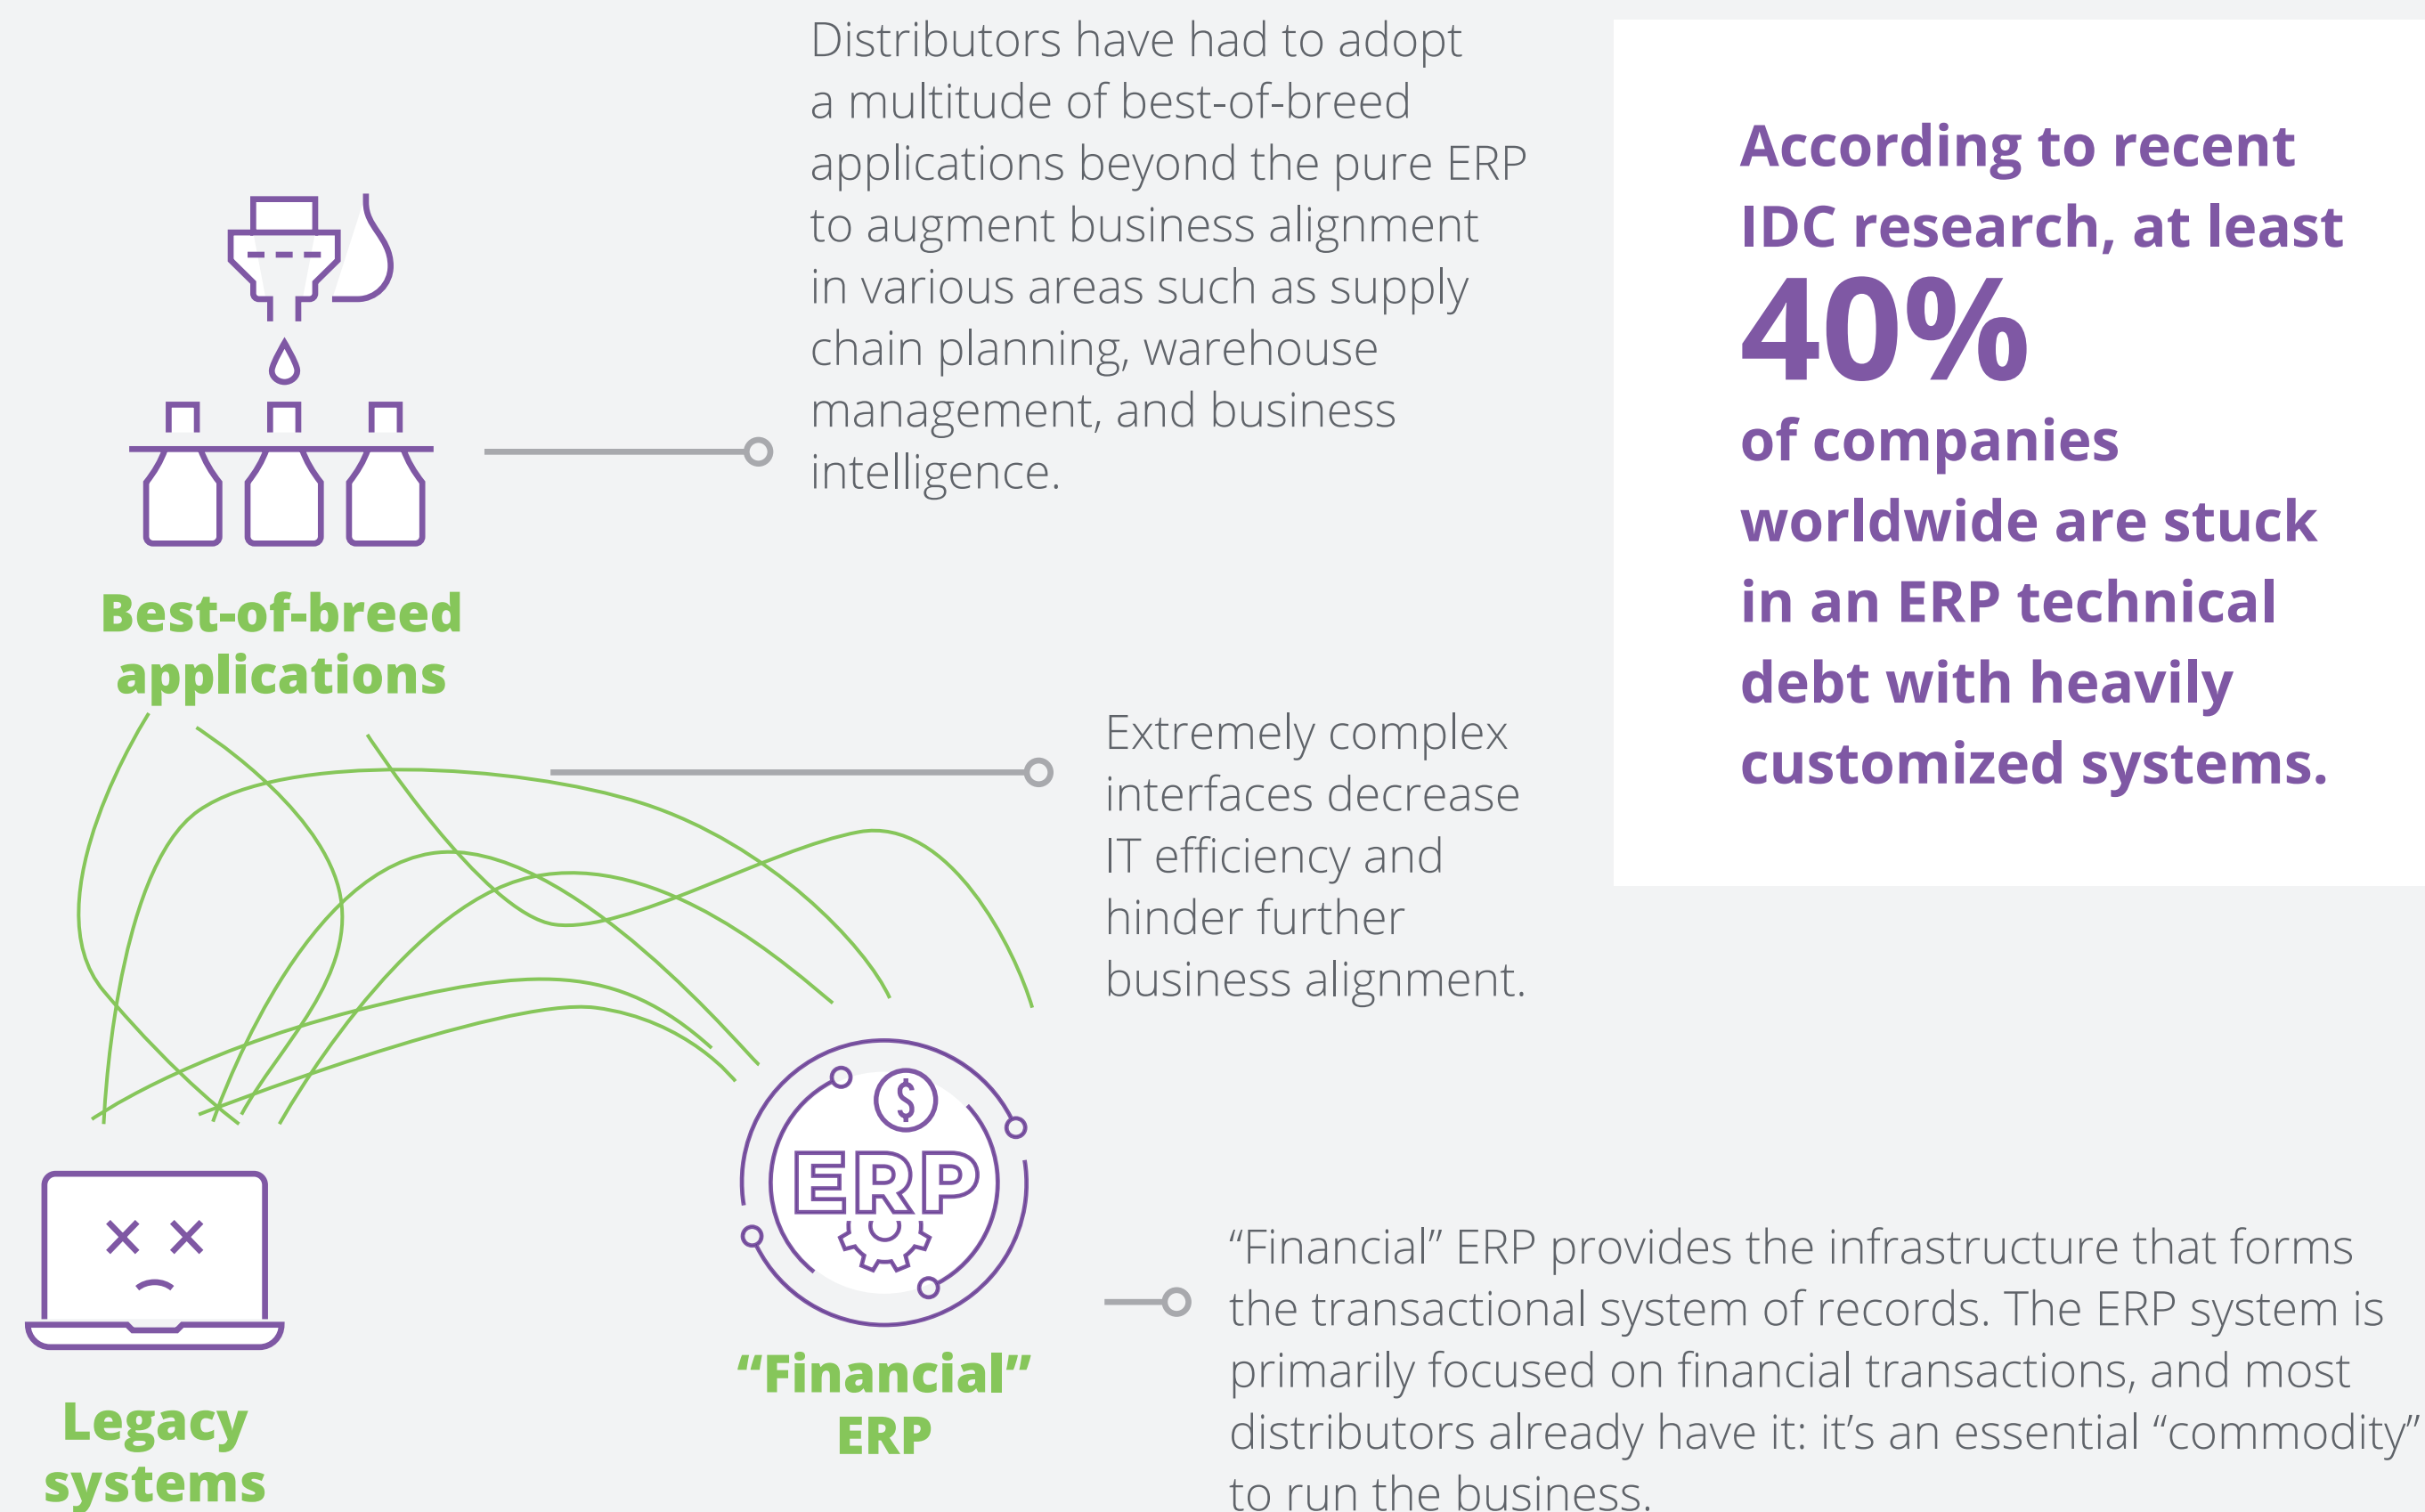 Distributors have had to adopt
a multitude of best-of-breed
applications beyond the pure ERP
to augment business alignment
in various areas such as supply
chain planning, warehouse
management, and business
intelligence.
According to recent
IDC research, at least
40%
of companies
worldwide are stuck
in an ERP technical
debt with heavily
customized systems.
Best-of-breed
applications
Extremely complex
interfaces decrease
IT efficiency and
hinder further
business alignment.
$
ERP
Legacy
systems
“Financial”
ERP
“Financial” ERP provides the infrastructure that forms
the transactional system of records. The ERP system is
primarily focused on financial transactions, and most
distributors already have it: it’s an essential “commodity”
to run the business.